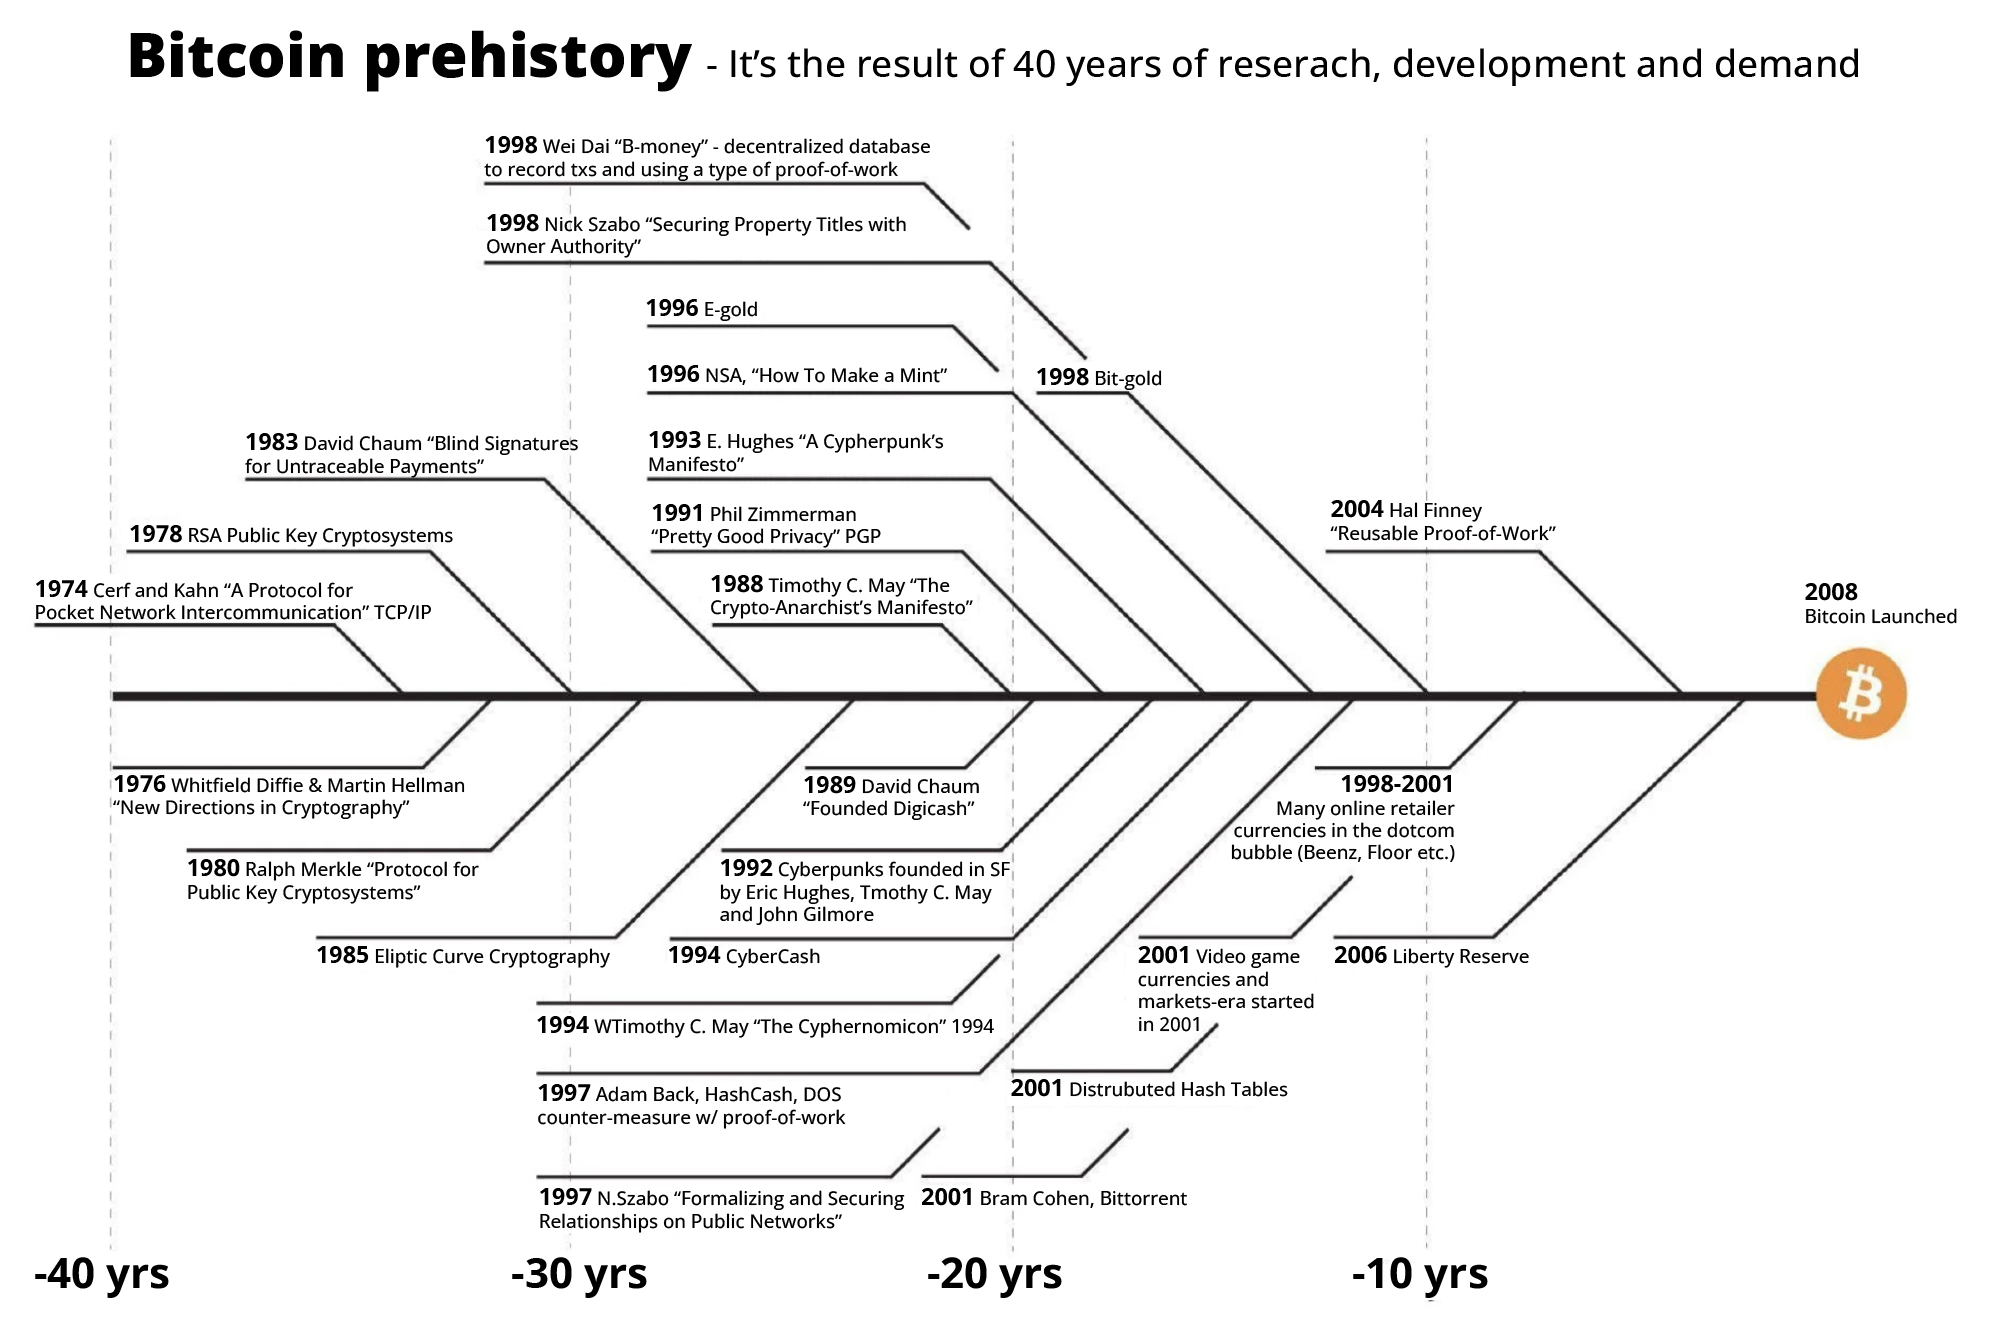 Bitcoin prehistory - It’s the result of 40 years of reserach, development and demand
1998 Wei Dai “B-money” - decentralized database
to record txs and using a type of proof-of-work
1998 Nick Szabo “Securing Property Titles with
Owner Authority”
1996 E-gold
1996 NSA, “How To Make a Mint”
1998 Bit-gold
1983 David Chaum “Blind Signatures
for Untraceable Payments”
1993 E. Hughes “A Cypherpunk’s
Manifesto”
1978 RSA Public Key Cryptosystems
1991 Phil Zimmerman
“Pretty Good Privacy” PGP
2004 Hal Finney
“Reusable Proof-of-Work”
1974 Cerf and Kahn “A Protocol for
Pocket Network Intercommunication” TCP/IP
1988 Timothy C. May “The
Crypto-Anarchist’s Manifesto”
2008
Bitcoin Launched
1976 Whitfield Diffie & Martin Hellman
“New Directions in Cryptography”
1989 David Chaum
“Founded Digicash”
1998-2001
Many online retailer
currencies in the dotcom
bubble (Beenz, Floor etc.)
1980 Ralph Merkle “Protocol for
Public Key Cryptosystems”
1992 Cyberpunks founded in SF
by Eric Hughes, Tmothy C. May
and John Gilmore
1985 Eliptic Curve Cryptography
1994 CyberCash
2001 Video game
currencies and
markets-era started
in 2001
2006 Liberty Reserve
1994 WTimothy C. May “The Cyphernomicon” 1994
1997 Adam Back, HashCash, DOS
counter-measure w/ proof-of-work
2001 Distrubuted Hash Tables
1997 N.Szabo “Formalizing and Securing
Relationships on Public Networks”
2001 Bram Cohen, Bittorrent
-40 yrs
-30 yrs
-20 yrs
-10 yrs